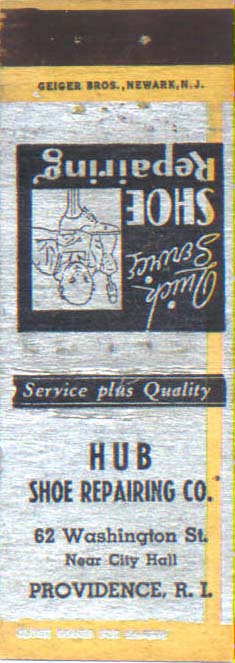 GEIGER BROS., NEWARK, N.J.
Quick
Service
SHOE
Repairing
Service plus Quality
HUB
SHOE REPAIRING CO.
62 Washington St.
Near City Hall
PROVIDENCE, R. I.